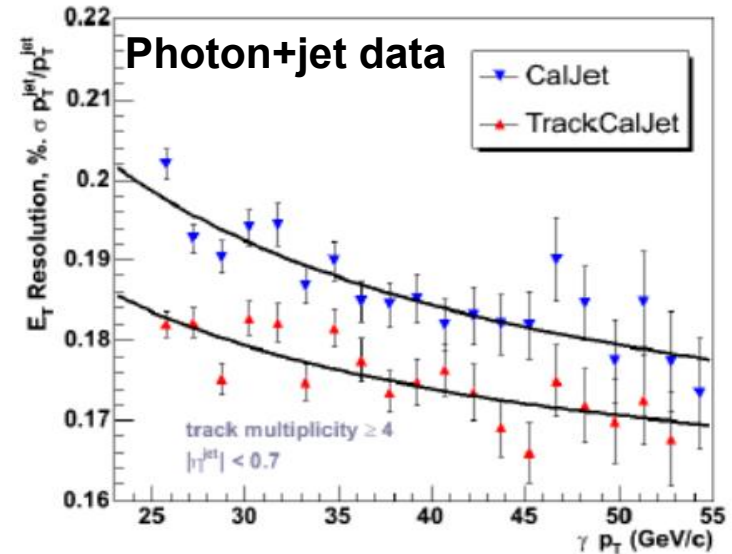 Photon+jet data
CalJet
TrackCalJet
E_T Resolution, %. σ p_T^jet/p_T^jet
0.22
0.21
0.2
0.19
0.18
0.17
0.16
track multiplicity ≥ 4
|η^jet| < 0.7
25 30 35 40 45 50 55
γ p_T (GeV/c)